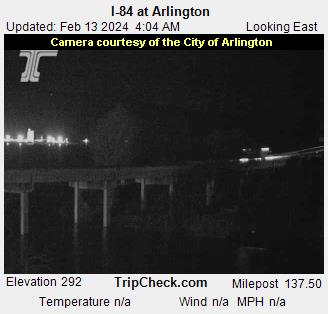 I-84 at Arlington
Updated: Feb 13 2024 4:04 AM Looking East
Camera courtesy of the City of Arlington
Elevation 292 TripCheck.com Milepost 137.50
Temperature n/a Wind n/a MPH n/a